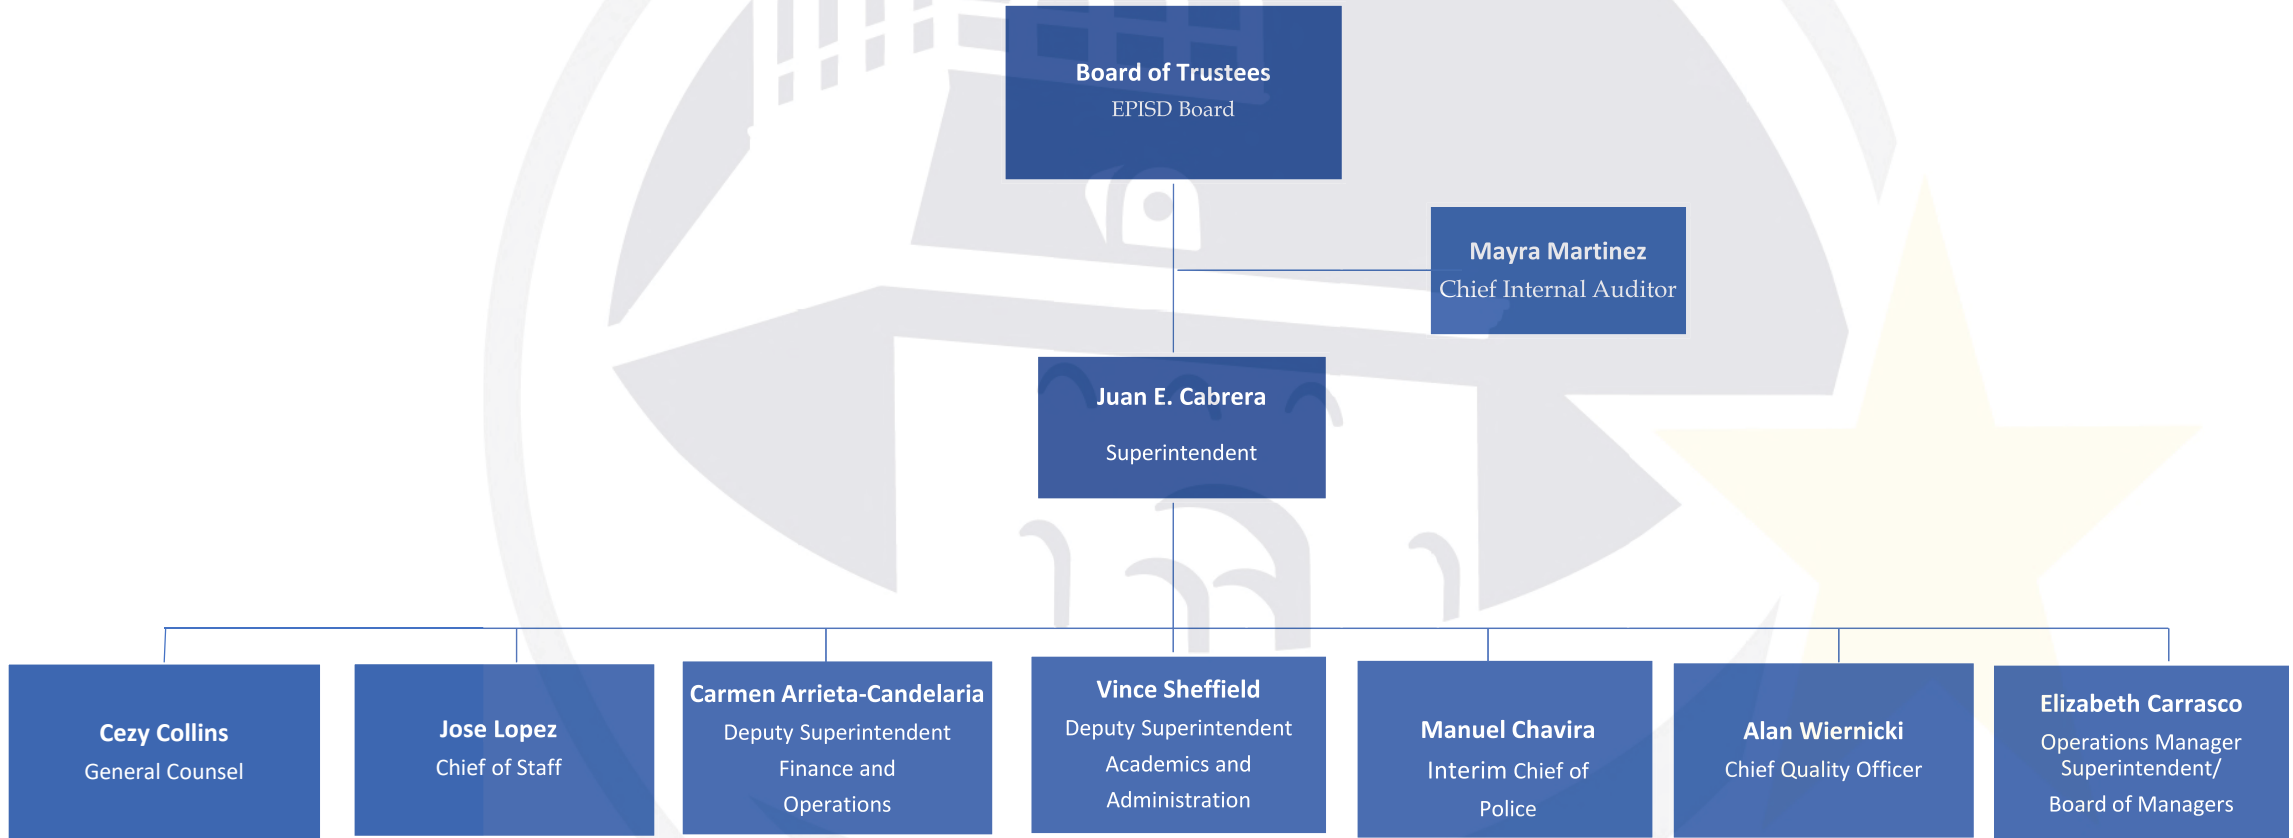 Board of Trustees
EPISD Board
Mayra Martinez
Chief Internal Auditor
Juan E. Cabrera
Superintendent
Cezy Collins
General Counsel
Jose Lopez
Chief of Staff
Carmen Arrieta-Candelaria
Deputy Superintendent
Finance and
Operations
Vince Sheffield
Deputy Superintendent
Academics and
Administration
Manuel Chavira
Interim Chief of
Police
Alan Wiernicki
Chief Quality Officer
Elizabeth Carrasco
Operations Manager
Superintendent/
Board of Managers